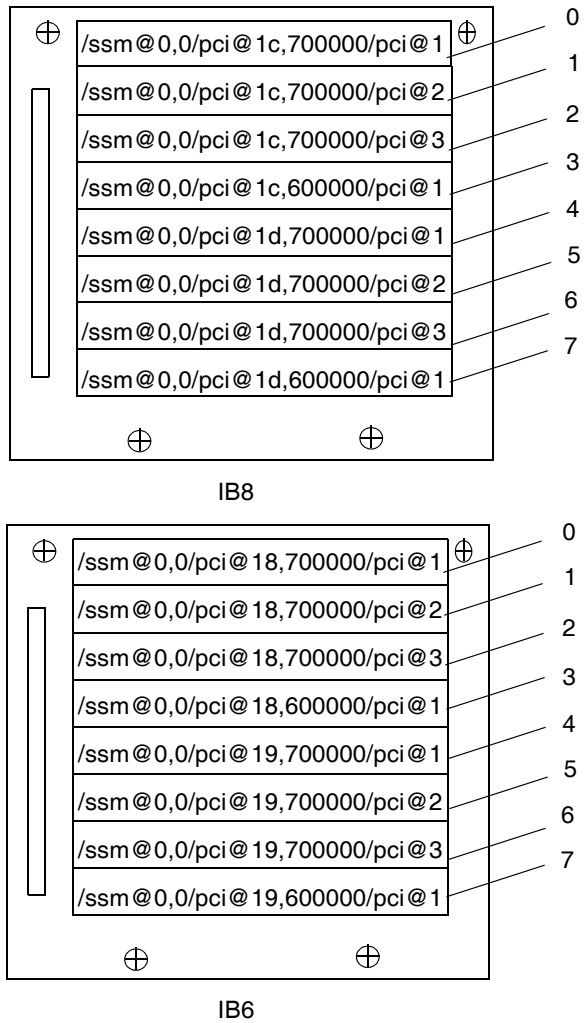 /ssm@0,0/pci@1c,700000/pci@1 0
/ssm@0,0/pci@1c,700000/pci@2 1
/ssm@0,0/pci@1c,700000/pci@3 2
/ssm@0,0/pci@1c,600000/pci@1 3
/ssm@0,0/pci@1d,700000/pci@1 4
/ssm@0,0/pci@1d,700000/pci@2 5
/ssm@0,0/pci@1d,700000/pci@3 6
/ssm@0,0/pci@1d,600000/pci@1 7
IB8
/ssm@0,0/pci@18,700000/pci@1 0
/ssm@0,0/pci@18,700000/pci@2 1
/ssm@0,0/pci@18,700000/pci@3 2
/ssm@0,0/pci@18,600000/pci@1 3
/ssm@0,0/pci@19,700000/pci@1 4
/ssm@0,0/pci@19,700000/pci@2 5
/ssm@0,0/pci@19,700000/pci@3 6
/ssm@0,0/pci@19,600000/pci@1 7
IB6